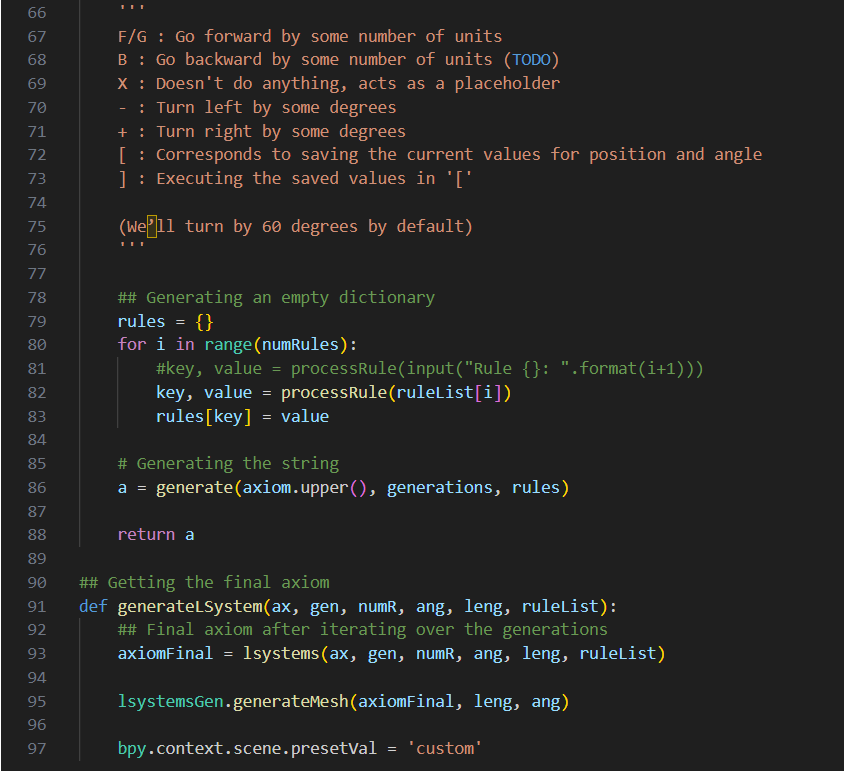 66 '''
67 F/G : Go forward by some number of units
68 B : Go backward by some number of units (TODO)
69 X : Doesn't do anything, acts as a placeholder
70 - : Turn left by some degrees
71 + : Turn right by some degrees
72 [ : Corresponds to saving the current values for position and angle
73 ] : Executing the saved values in '['
74
75 (We’ll turn by 60 degrees by default)
76 '''
77
78 ## Generating an empty dictionary
79 rules = {}
80 for i in range(numRules):
81 #key, value = processRule(input("Rule {}: ".format(i+1)))
82 key, value = processRule(ruleList[i])
83 rules[key] = value
84
85 # Generating the string
86 a = generate(axiom.upper(), generations, rules)
87
88 return a
89
90 ## Getting the final axiom
91 def generateLSystem(ax, gen, numR, ang, leng, ruleList):
92 ## Final axiom after iterating over the generations
93 axiomFinal = lsystems(ax, gen, numR, ang, leng, ruleList)
94
95 lsystemsGen.generateMesh(axiomFinal, leng, ang)
96
97 bpy.context.scene.presetVal = 'custom'